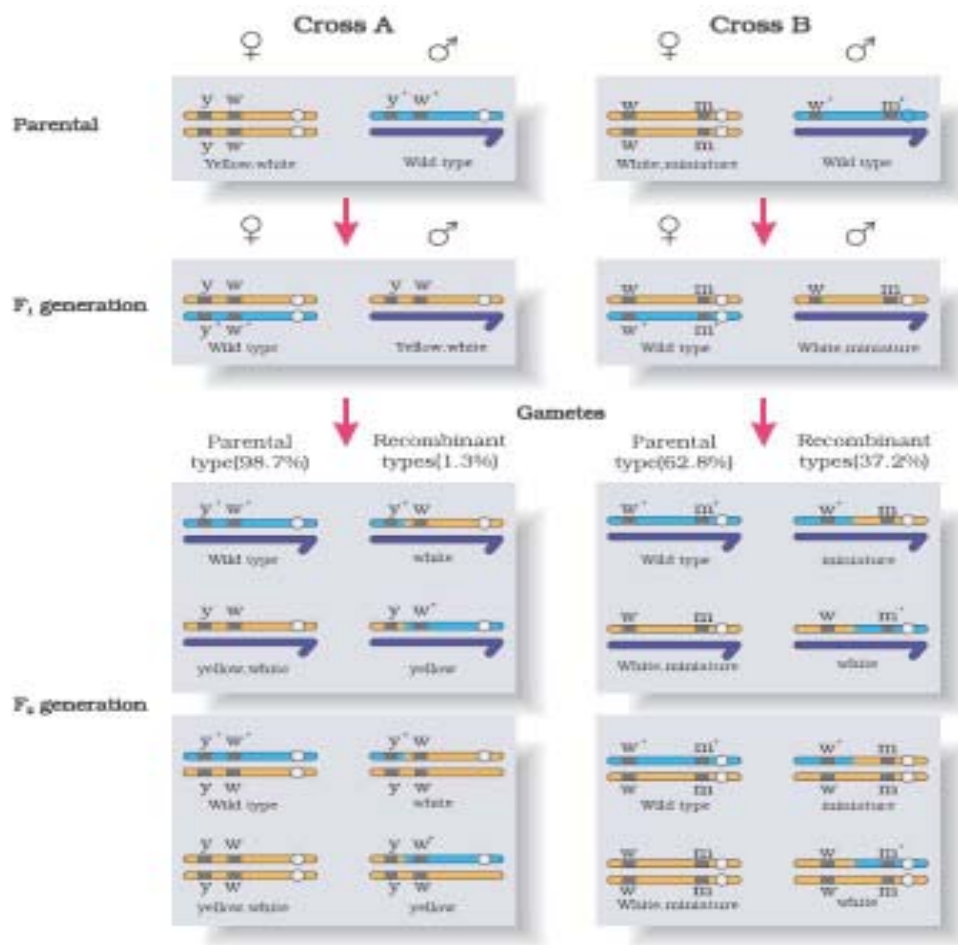 Cross A
Cross B
♀ ♂ ♀ ♂
Parental
y w
y⁺ w⁺
w m
w⁺ m⁺
y w
w m
Yellow,white
Wild type
White,miniature
Wild type
♀ ♂ ♀ ♂
F₁ generation
y w
y w
w m
w m
y⁺ w⁺
w⁺ m⁺
Wild type
Yellow,white
Wild type
White,miniature
Gametes
Parental
type(98.7%)
Recombinant
types(1.3%)
Parental
type(62.8%)
Recombinant
types(37.2%)
y⁺ w⁺
y⁺ w
w⁺ m⁺
w⁺ m
Wild type
white
Wild type
miniature
y w
y w⁺
w m
w m⁺
yellow,white
yellow
White,miniature
white
F₂ generation
y⁺ w⁺
y⁺ w
w⁺ m⁺
w⁺ m
y w
y w
w m
w m
Wild type
white
Wild type
miniature
y w
y w⁺
w m
w m⁺
y w
y w
w m
w m
yellow,white
yellow
White,miniature
white